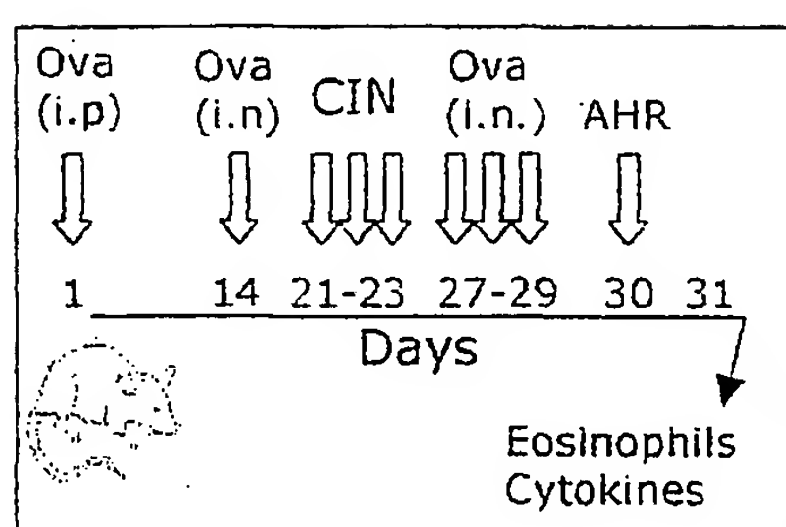 Ova Ova CIN Ova
(i.p) (i.n) (i.n.) AHR
1 14 21-23 27-29 30 31
Days
Eosinophils
Cytokines